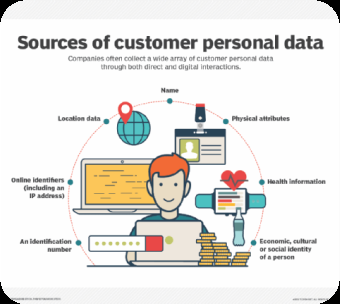 Sources of customer personal data
Companies often collect a wide array of customer personal data
through both direct and digital interactions.
Name
Location data
Physical attributes
Online identifiers
(including an
IP address)
Health information
An identification
number
Economic, cultural
or social identity
of a person